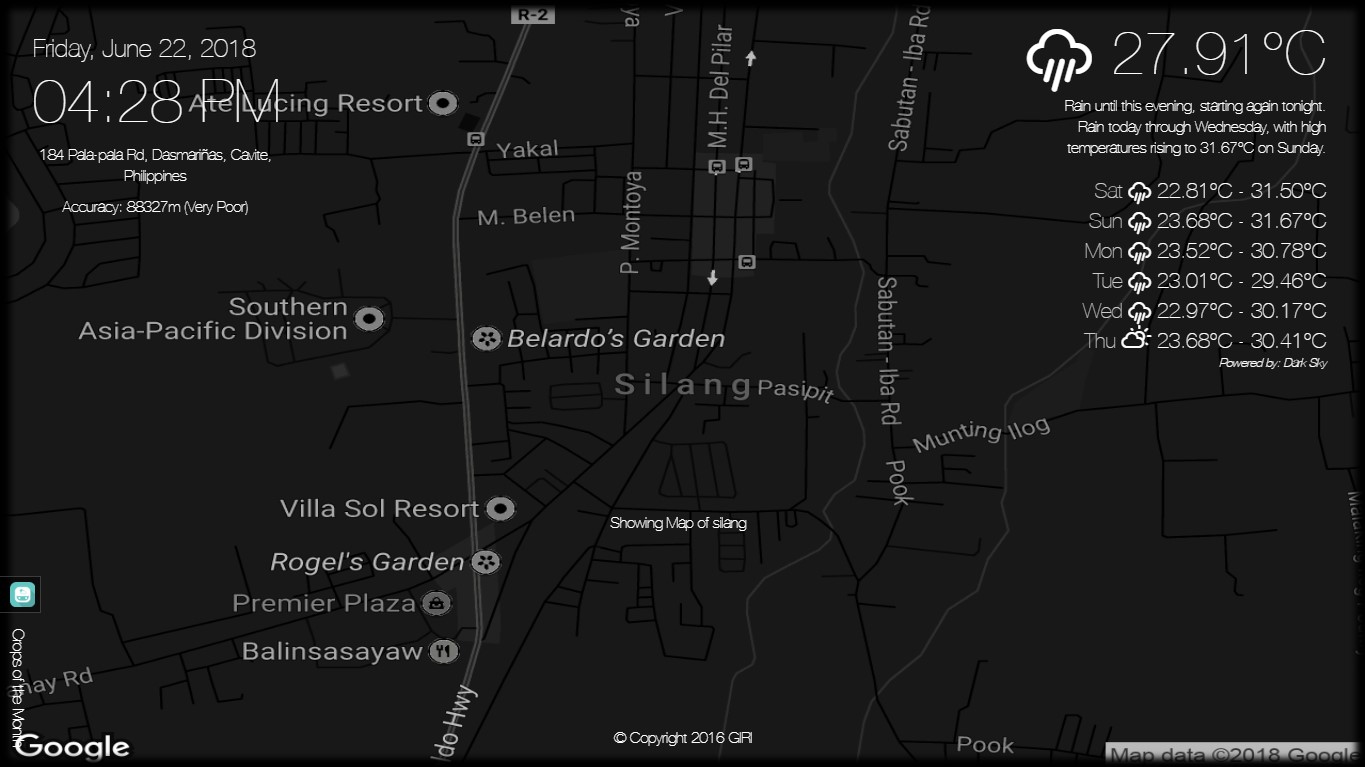 Friday, June 22, 2018
04:28 PM
184 Pala-pala Rd, Dasmariñas, Cavite,
Philippines
Accuracy: 88327m (Very Poor)
27.91°C
Rain until this evening, starting again tonight.
Rain today through Wednesday, with high
temperatures rising to 31.67°C on Sunday.
Sat 22.81°C - 31.50°C
Sun 23.68°C - 31.67°C
Mon 23.52°C - 30.78°C
Tue 23.01°C - 29.46°C
Wed 22.97°C - 30.17°C
Thu 23.68°C - 30.41°C
Powered by: Dark Sky
R-2
Ate Lucing Resort
Yakal
M. Belen
P. Montoya
M.H. Del Pilar
Sabutan - Iba Rd
Southern
Asia-Pacific Division
Belardo's Garden
Silang
Pasipit
Sabutan - Iba Rd
Munting Ilog
Pook
Villa Sol Resort
Showing Map of silang
Rogel's Garden
Premier Plaza
Balinsasayaw
Crops of the Month
Rd
Hwy
Pook
Google
© Copyright 2016 GIRI
Map data ©2018 Google